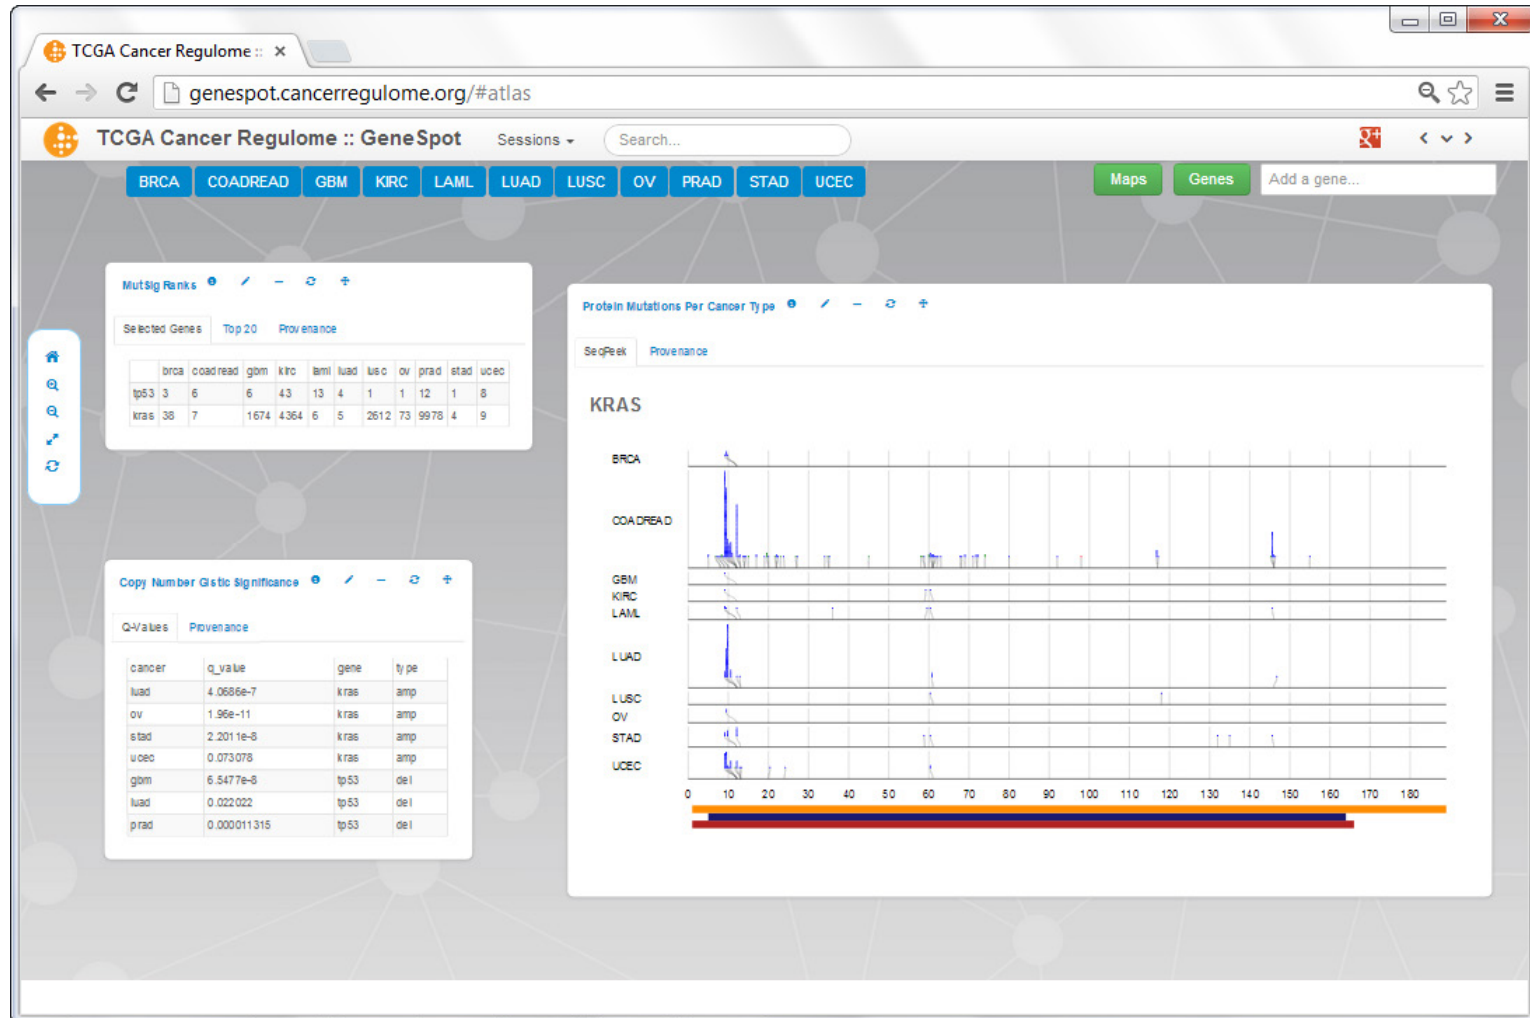 TCGA Cancer Regulome ::
genespot.cancerregulome.org/#atlas
TCGA Cancer Regulome :: GeneSpot Sessions Search...
BRCA COADREAD GBM KIRC LAML LUAD LUSC OV PRAD STAD UCEC Maps Genes Add a gene...
MutSig Ranks
Selected Genes Top 20 Provenance
brca coadread gbm kirc laml luad lusc ov prad stad ucec
tp53 3 6 6 43 13 4 1 1 12 1 8
kras 38 7 1674 4364 6 5 2612 73 9978 4 9
Copy Number Gistic Significance
Q-Values Provenance
cancer q_value gene type
luad 4.0686e-7 kras amp
ov 1.96e-11 kras amp
stad 2.2011e-8 kras amp
ucec 0.073078 kras amp
gbm 6.5477e-8 tp53 del
luad 0.022022 tp53 del
prad 0.000011315 tp53 del
Protein Mutations Per Cancer Type
SeqPeek Provenance
KRAS
BRCA
COADREAD
GBM
KIRC
LAML
LUAD
LUSC
OV
STAD
UCEC
0 10 20 30 40 50 60 70 80 90 100 110 120 130 140 150 160 170 180